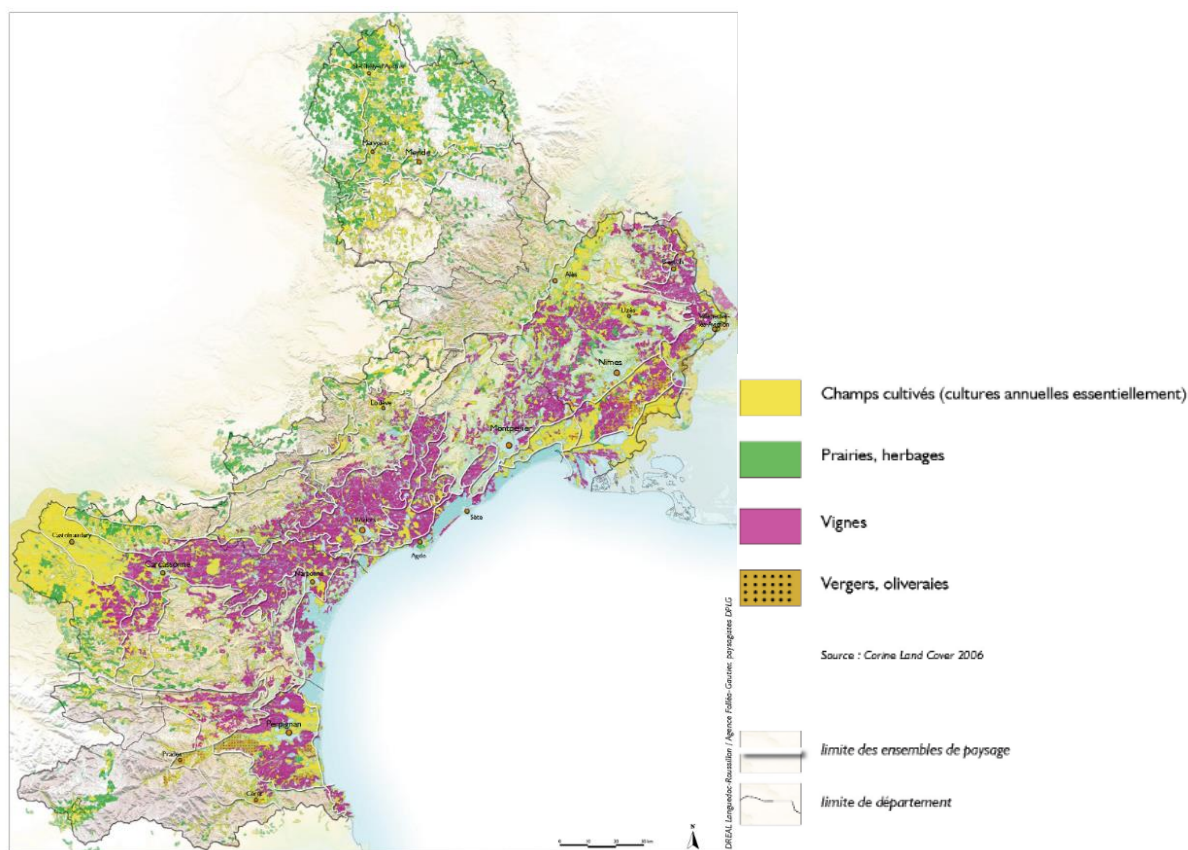 Marvejols
Mende
Alès
Uzès
Nîmes
Lodève
Montpellier
Sète
Béziers
Agde
Castelnaudary
Carcassonne
Narbonne
Perpignan
Prades
Céret
N
DREAL Languedoc-Roussillon / Agence Folléa-Gautier, paysagistes DPLG
Champs cultivés (cultures annuelles essentiellement)
Prairies, herbages
Vignes
Vergers, oliveraies
Source : Corine Land Cover 2006
limite des ensembles de paysage
limite de département